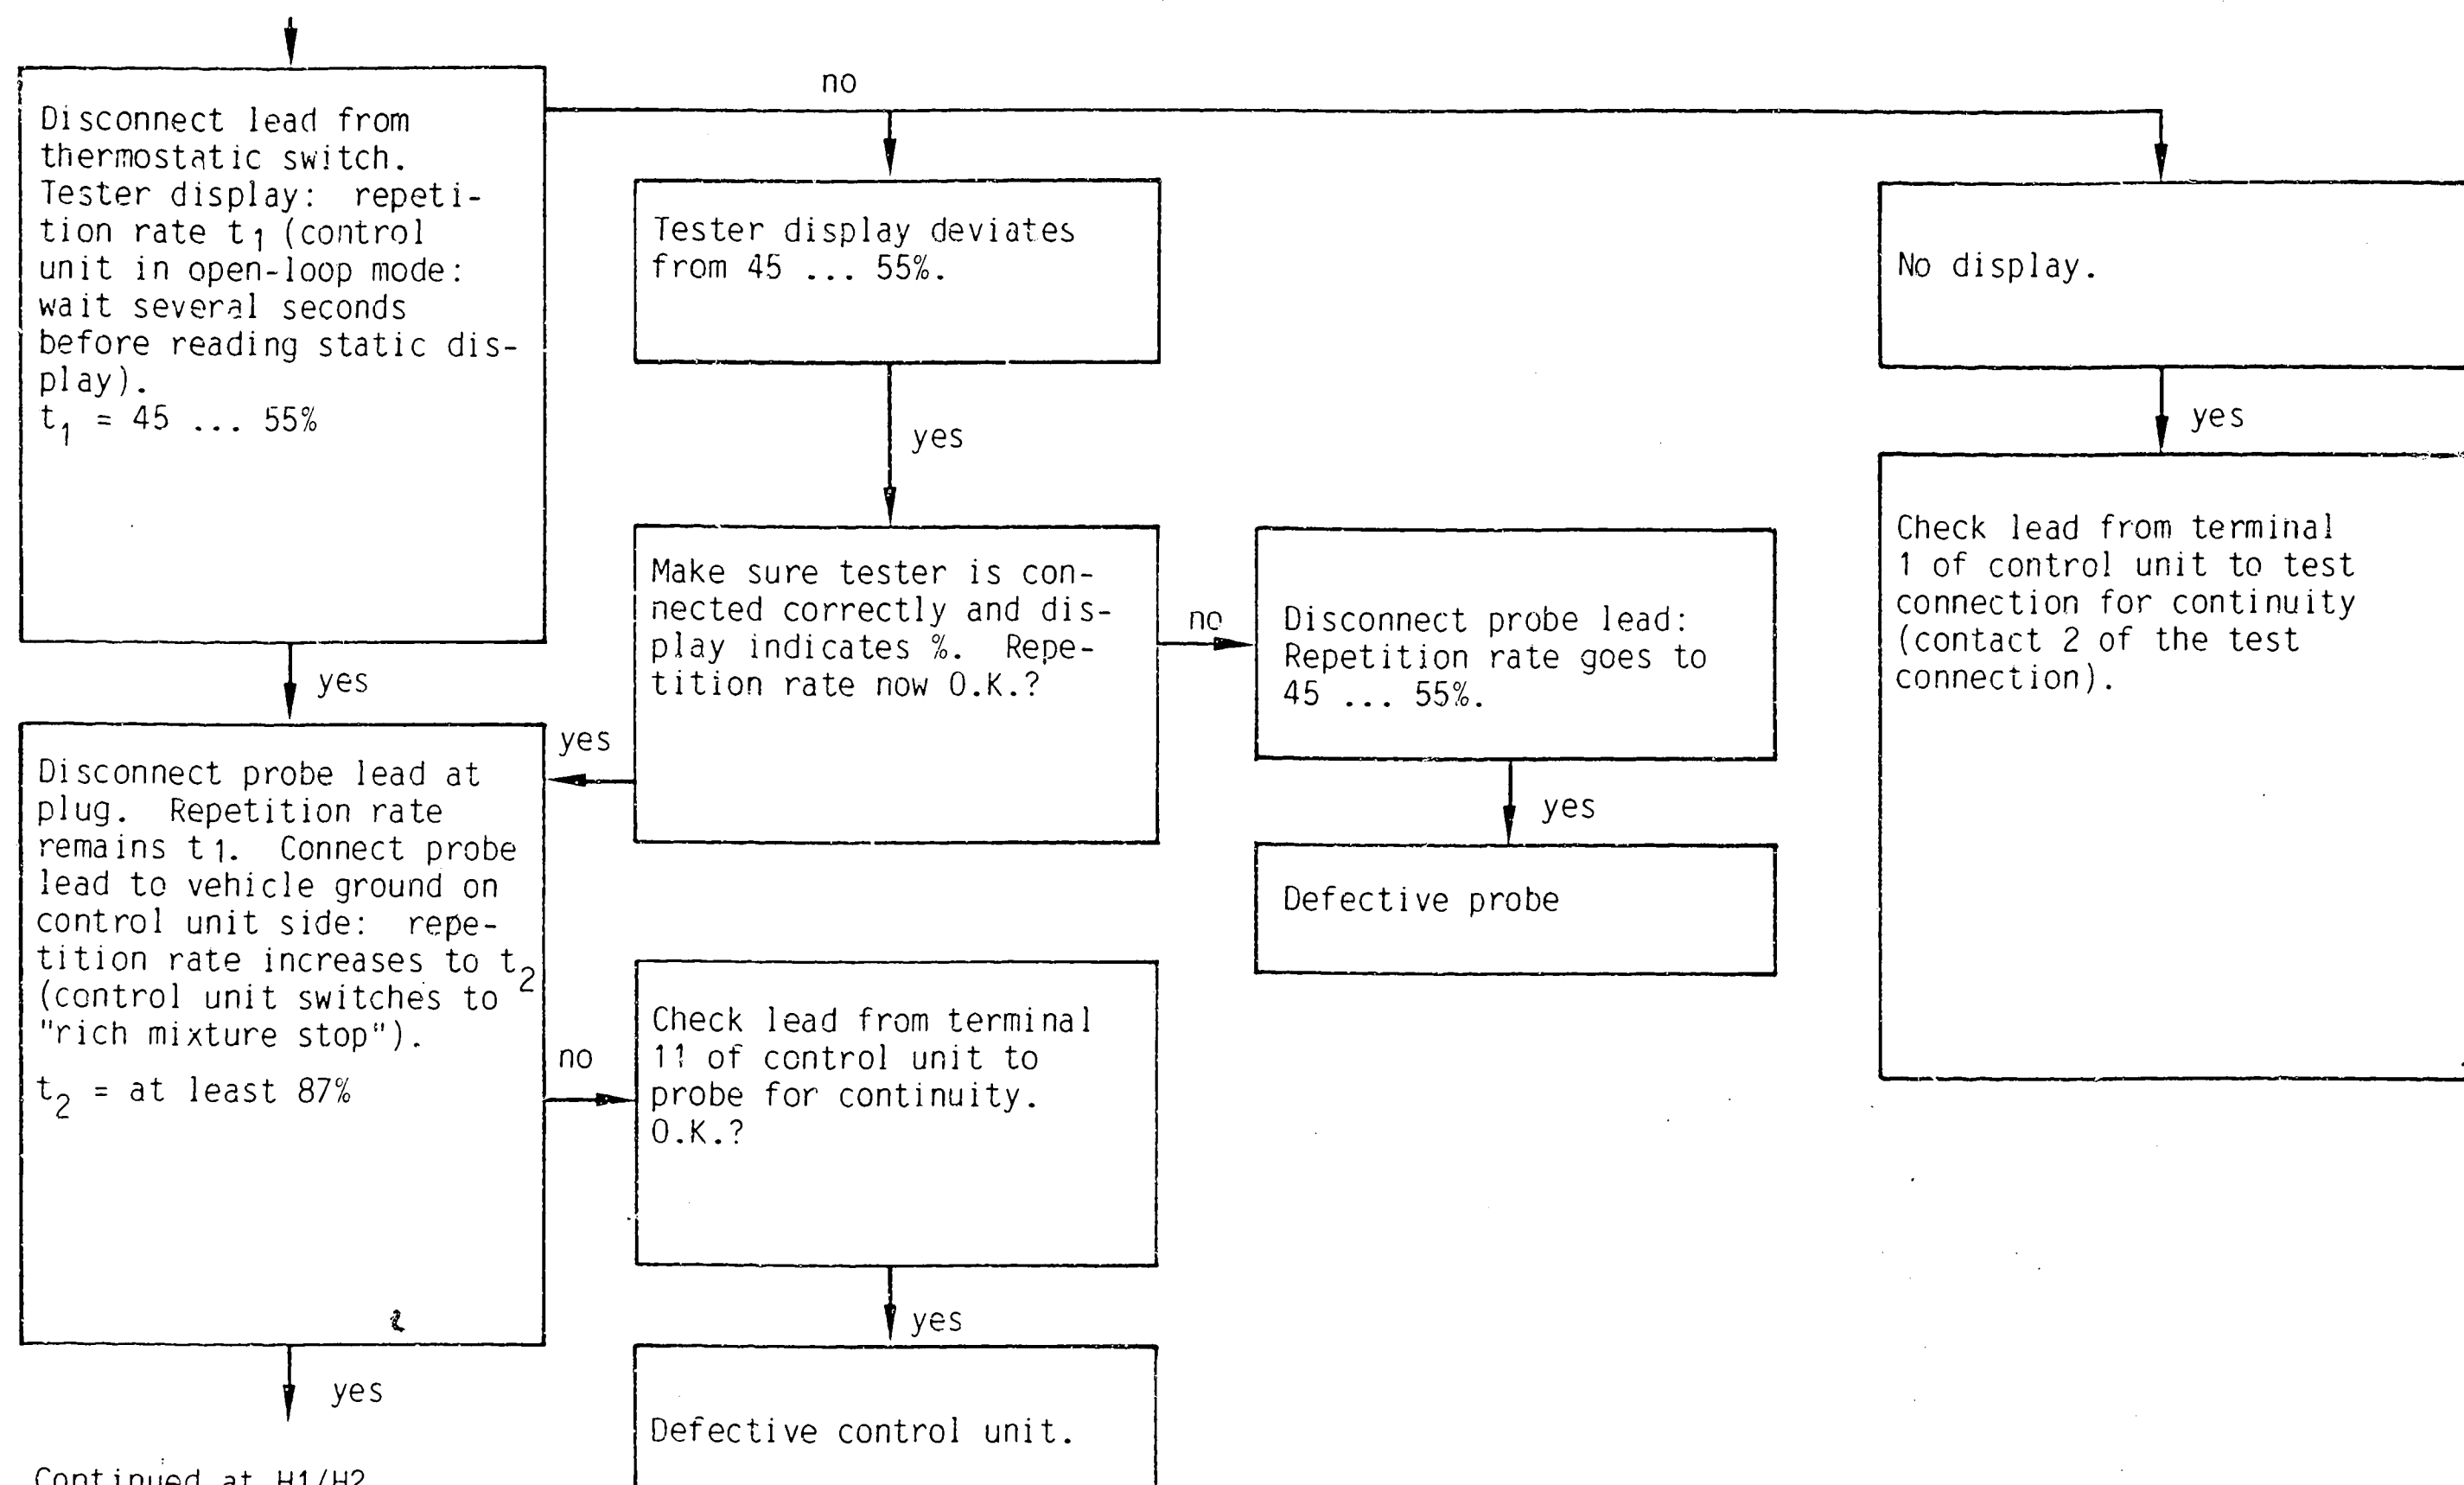 no
Disconnect lead from
thermostatic switch.
Tester display: repeti-
tion rate t1 (control
unit in open-loop mode:
wait several seconds
before reading static dis-
play).
t1 = 45 ... 55%
Tester display deviates
from 45 ... 55%.
No display.
yes
yes
Make sure tester is con-
nected correctly and dis-
play indicates %. Repe-
tition rate now O.K.?
no
Disconnect probe lead:
Repetition rate goes to
45 ... 55%.
Check lead from terminal
1 of control unit to test
connection for continuity
(contact 2 of the test
connection).
yes
yes
yes
Defective probe
Disconnect probe lead at
plug. Repetition rate
remains t1. Connect probe
lead to vehicle ground on
control unit side: repe-
tition rate increases to t2
(control unit switches to
"rich mixture stop").
t2 = at least 87%
no
Check lead from terminal
11 of control unit to
probe for continuity.
O.K.?
yes
yes
Defective control unit.
Continued at H1/H2